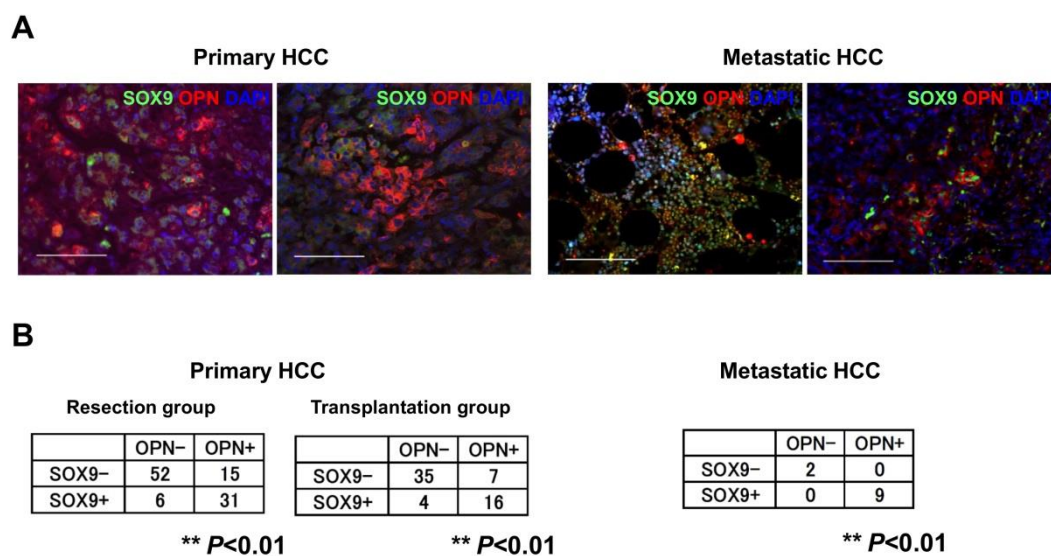 A
Primary HCC
Metastatic HCC
SOX9 OPN DAPI
SOX9 OPN DAPI
SOX9 OPN DAPI
SOX9 OPN DAPI
B
Primary HCC
Metastatic HCC
Resection group
Transplantation group
OPN− OPN+
SOX9− 52 15
SOX9+ 6 31
** P<0.01
OPN− OPN+
SOX9− 35 7
SOX9+ 4 16
** P<0.01
OPN− OPN+
SOX9− 2 0
SOX9+ 0 9
** P<0.01